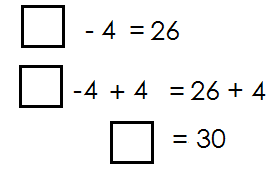 □ - 4 = 26
□ -4 + 4 = 26 + 4
□ = 30